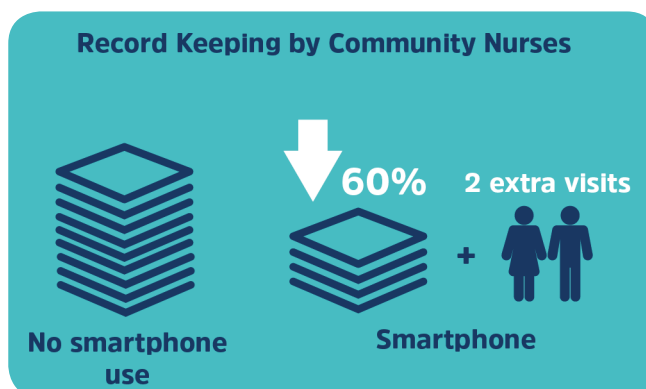 Record Keeping by Community Nurses
60%
2 extra visits
+
No smartphone
use
Smartphone